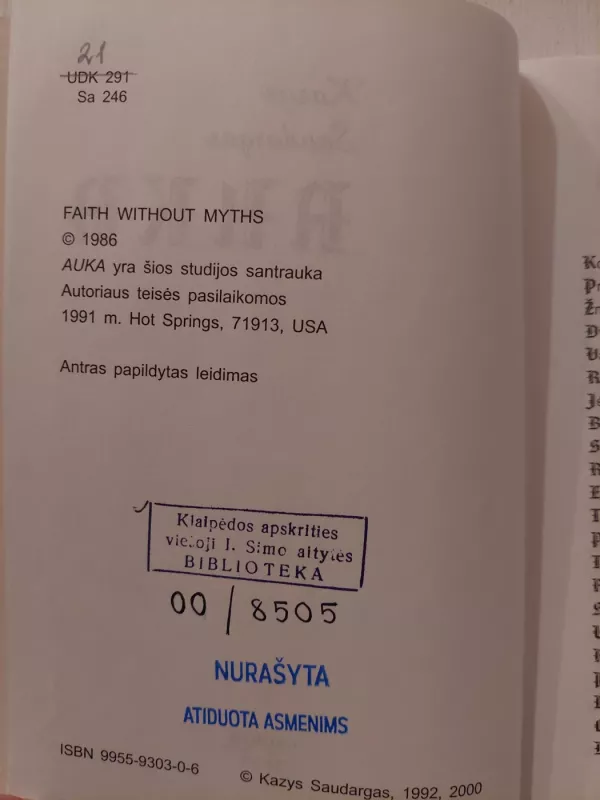 21
UDK 291
Sa 246
FAITH WITHOUT MYTHS
© 1986
AUKA yra šios studijos santrauka
Autoriaus teisės pasilaikomos
1991 m. Hot Springs, 71913, USA
Antras papildytas leidimas
Klaipėdos apskrities
viešoji I. Simo aitytės
BIBLIOTEKA
00 / 8505
NURAŠYTA
ATIDUOTA ASMENIMS
ISBN 9955-9303-0-6
© Kazys Saudargas, 1992, 2000